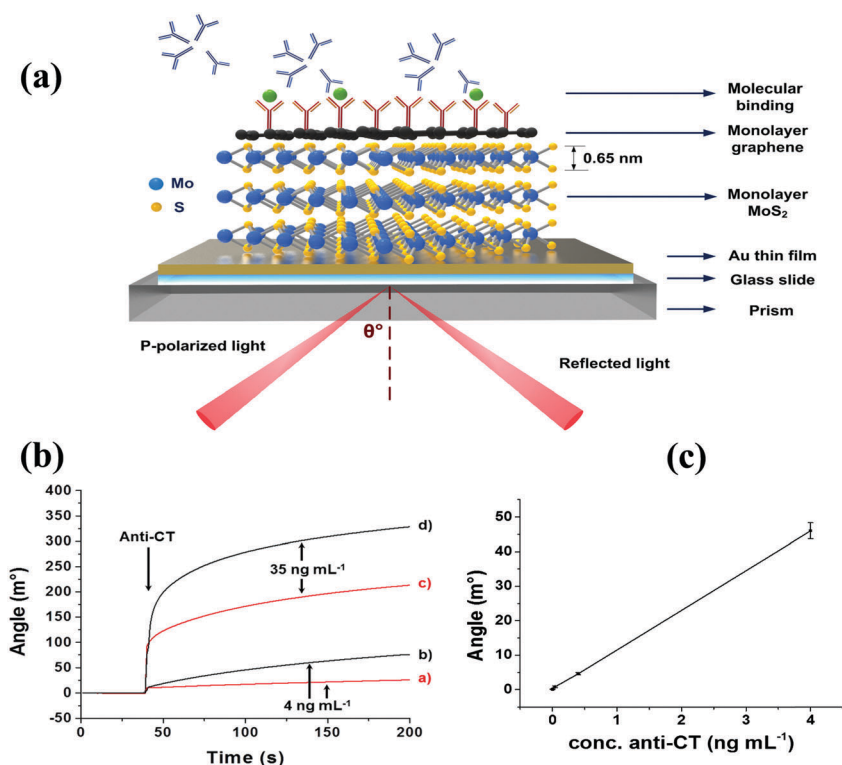 (a)
Molecular
binding
Monolayer
graphene
0.65 nm
Mo
S
Monolayer
MoS₂
Au thin film
Glass slide
Prism
θ°
P-polarized light
Reflected light
(b)
400
350
300
250
200
150
100
50
0
-50
Angle (m°)
Anti-CT
d)
35 ng mL⁻¹
c)
b)
a)
4 ng mL⁻¹
0
50
100
150
200
Time (s)
(c)
50
40
30
20
10
0
Angle (m°)
0
1
2
3
4
conc. anti-CT (ng mL⁻¹)